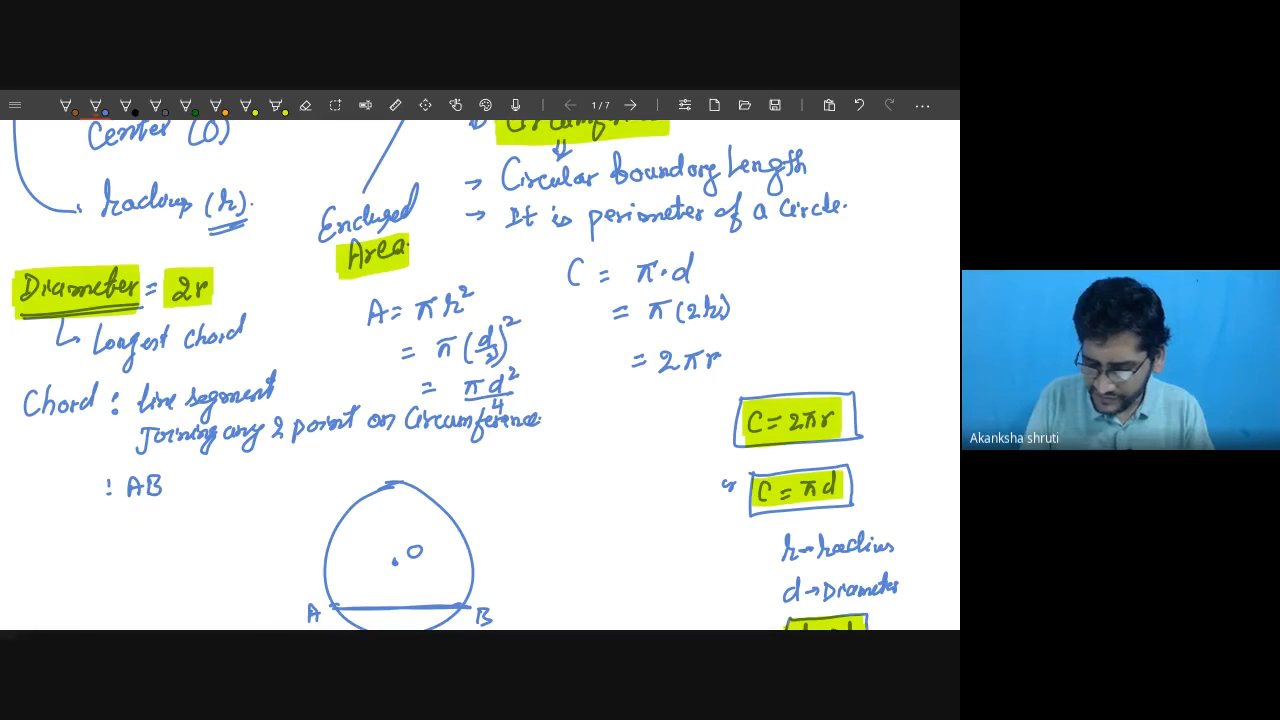 1/7
Center (O)
radius (r).
Diameter = 2r
Longest chord
Chord : line segment
Joining any 2 point on Circumference.
: AB
Enclosed
Area.
A = πr²
= π(d/2)²
= πd²/4
→ Circular boundary Length
→ It is perimeter of a circle.
C = π·d
= π(2r)
= 2πr
C = 2πr
or C = πd
r → radius
d → Diameter
O
A B
Akanksha shruti